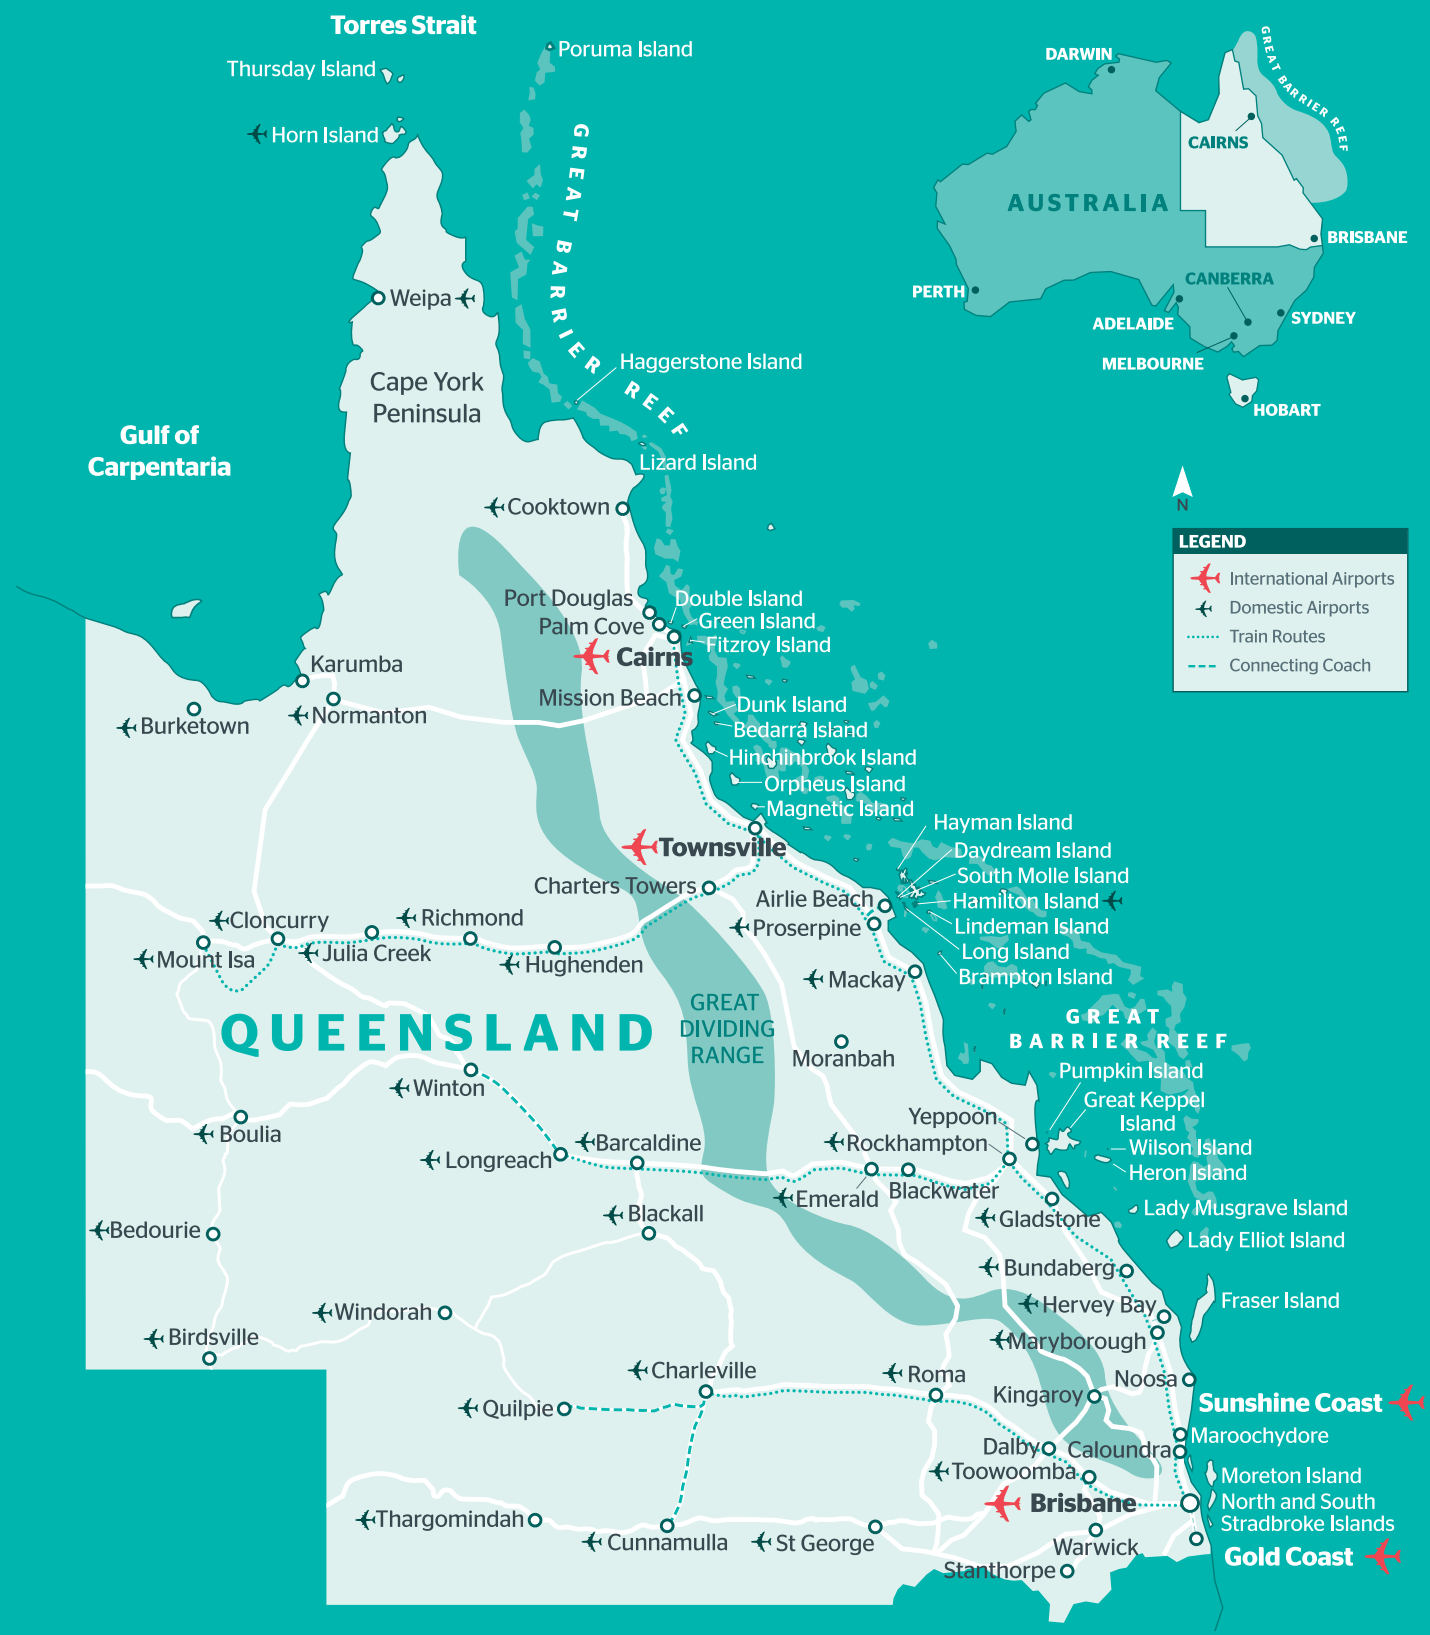 Torres Strait
Poruma Island
Thursday Island
Horn Island
GREAT BARRIER REEF
Weipa
Cape York
Peninsula
Haggerstone Island
Gulf of
Carpentaria
Lizard Island
Cooktown
DARWIN
GREAT BARRIER REEF
CAIRNS
AUSTRALIA
BRISBANE
CANBERRA
PERTH
ADELAIDE
SYDNEY
MELBOURNE
HOBART
N
LEGEND
International Airports
Domestic Airports
Train Routes
Connecting Coach
Port Douglas
Double Island
Palm Cove
Green Island
Fitzroy Island
Cairns
Karumba
Mission Beach
Normanton
Burketown
Dunk Island
Bedarra Island
Hinchinbrook Island
Orpheus Island
Magnetic Island
Townsville
Hayman Island
Daydream Island
South Molle Island
Hamilton Island
Lindeman Island
Long Island
Brampton Island
Charters Towers
Airlie Beach
Proserpine
Cloncurry
Richmond
Mount Isa
Julia Creek
Hughenden
Mackay
QUEENSLAND
GREAT
DIVIDING
RANGE
Moranbah
GREAT
BARRIER REEF
Pumpkin Island
Great Keppel
Island
Wilson Island
Heron Island
Winton
Boulia
Yeppoon
Rockhampton
Longreach
Barcaldine
Emerald
Blackwater
Gladstone
Lady Musgrave Island
Lady Elliot Island
Blackall
Bedourie
Bundaberg
Hervey Bay
Fraser Island
Windorah
Birdsville
Maryborough
Charleville
Roma
Noosa
Kingaroy
Sunshine Coast
Quilpie
Maroochydore
Dalby
Caloundra
Toowoomba
Moreton Island
Brisbane
North and South
Stradbroke Islands
Thargomindah
Cunnamulla
St George
Warwick
Gold Coast
Stanthorpe